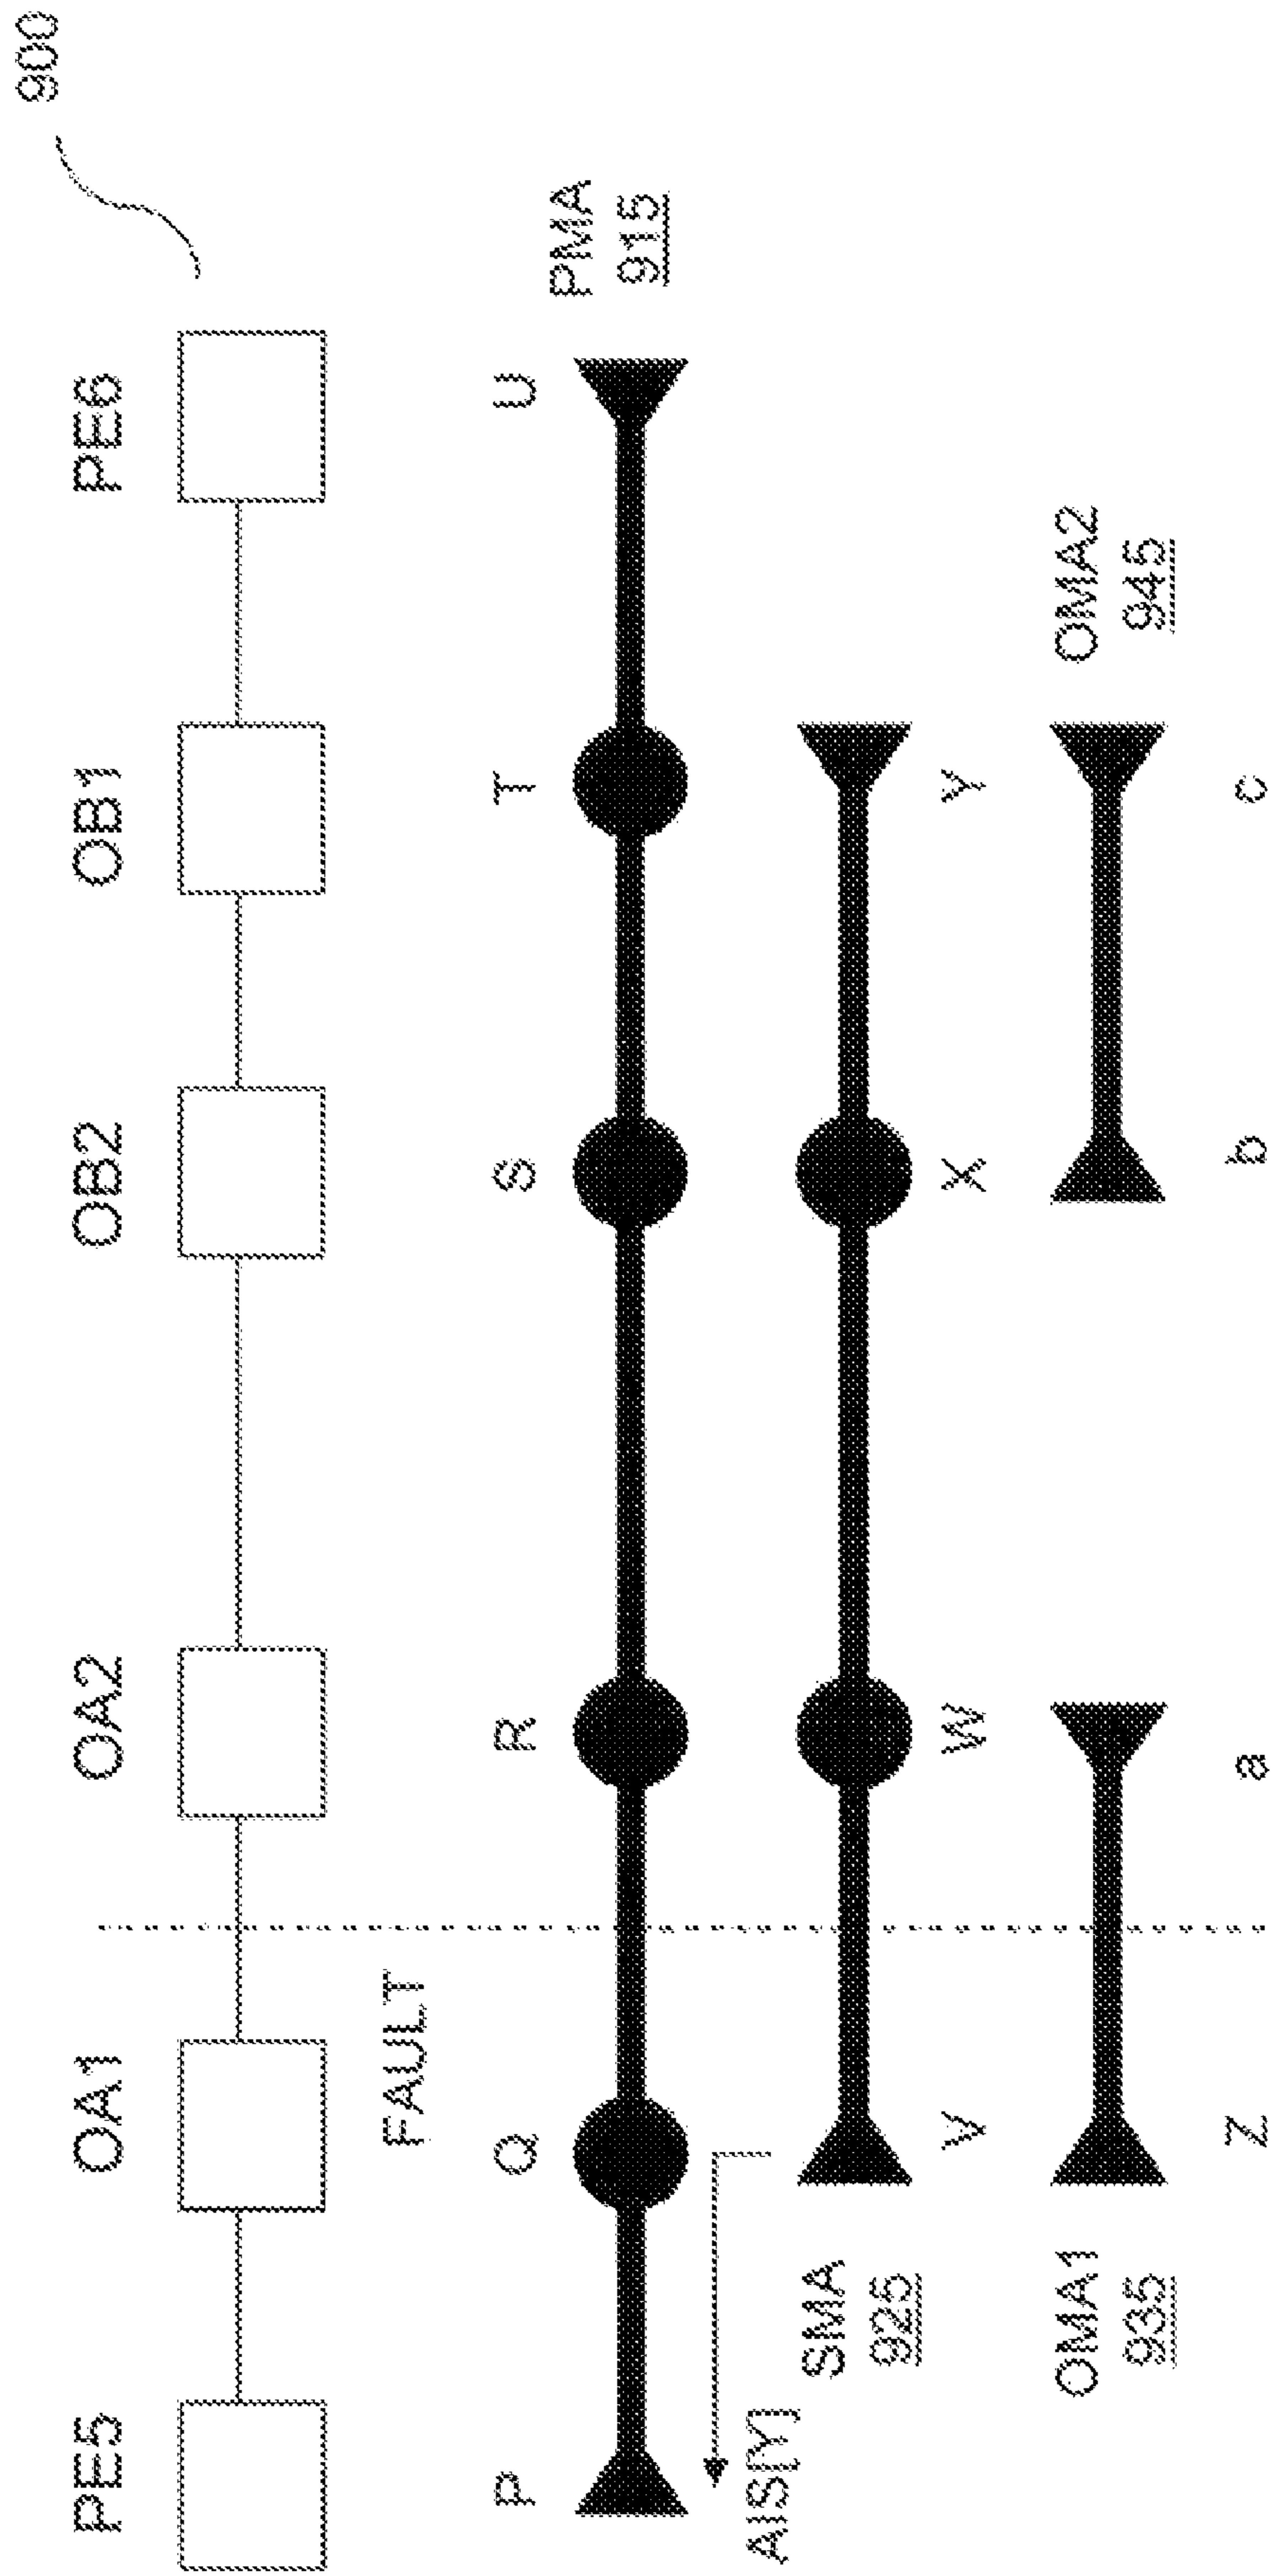 900
PE5
OA1
OA2
OB2
OB1
PE6
FAULT
P
Q
R
S
T
U
PMA
915
AIS[Y]
SMA
925
V
W
X
Y
OMA1
935
OMA2
945
Z
a
b
c